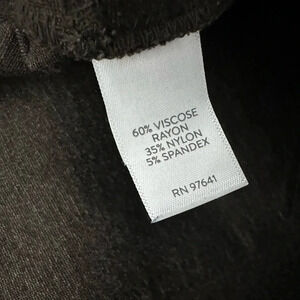 60% VISCOSE
RAYON
35% NYLON
5% SPANDEX
RN 97641